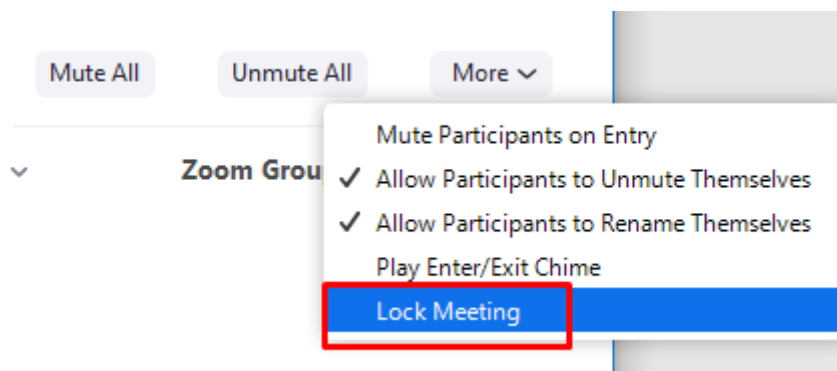 Mute All Unmute All More
Mute Participants on Entry
Zoom Grou
Allow Participants to Unmute Themselves
Allow Participants to Rename Themselves
Play Enter/Exit Chime
Lock Meeting